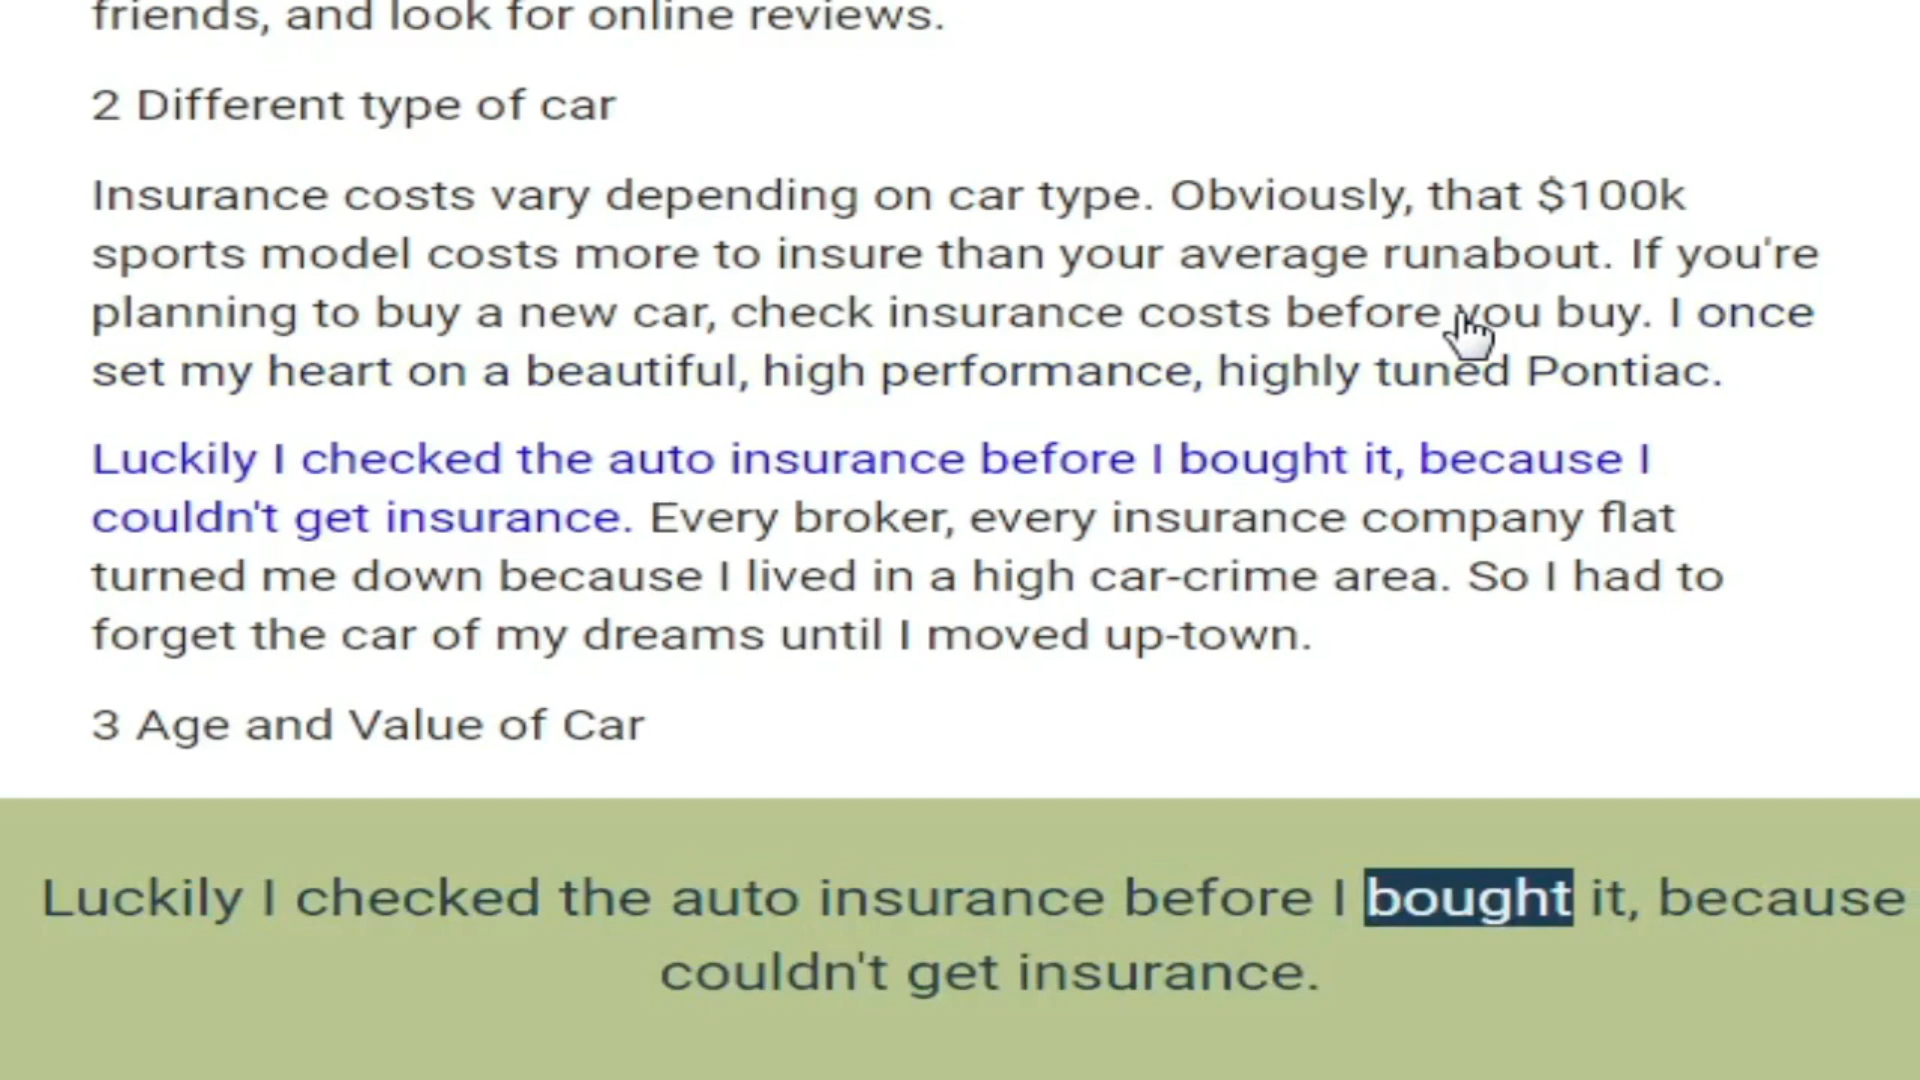 friends, and look for online reviews.
2 Different type of car
Insurance costs vary depending on car type. Obviously, that $100k
sports model costs more to insure than your average runabout. If you're
planning to buy a new car, check insurance costs before you buy. I once
set my heart on a beautiful, high performance, highly tuned Pontiac.
Luckily I checked the auto insurance before I bought it, because I
couldn't get insurance. Every broker, every insurance company flat
turned me down because I lived in a high car-crime area. So I had to
forget the car of my dreams until I moved up-town.
3 Age and Value of Car
Luckily I checked the auto insurance before I bought it, because
couldn't get insurance.